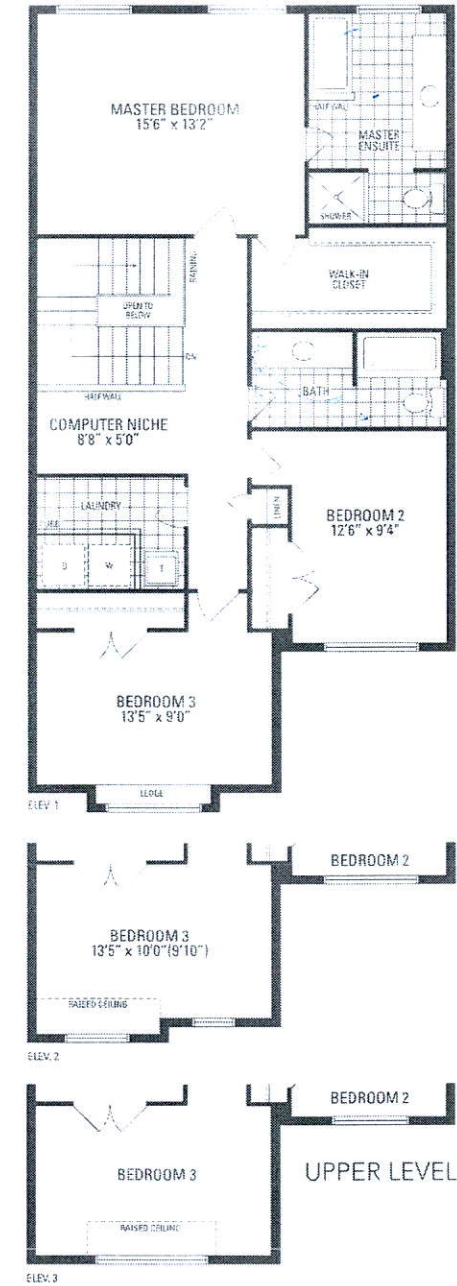 MASTER BEDROOM
15'6" x 13'2"
HALF WALL
MASTER
ENSUITE
SHOWER
WALK-IN
CLOSET
RAILING
OPEN TO
BELOW
DN
HALF WALL
BATH
COMPUTER NICHE
8'8" x 5'0"
LAUNDRY
LINEN
BEDROOM 2
12'6" x 9'4"
D
W
T
BEDROOM 3
13'5" x 9'0"
LEDGE
ELEV. 1
BEDROOM 2
BEDROOM 3
13'5" x 10'0"(9'10")
RAISED CEILING
ELEV. 2
BEDROOM 2
BEDROOM 3
UPPER LEVEL
RAISED CEILING
ELEV. 3